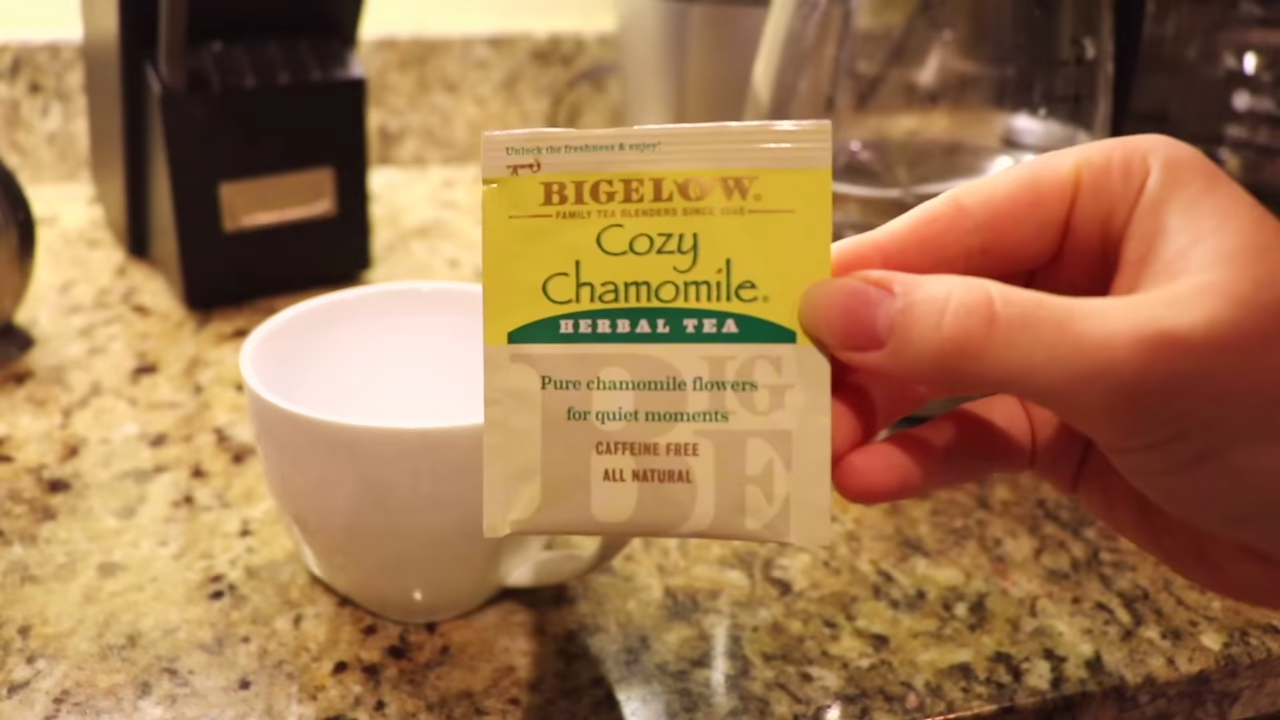 Unlock the freshness & enjoy!
BIGELOW®
FAMILY TEA BLENDERS SINCE 1945
Cozy
Chamomile®
HERBAL TEA
Pure chamomile flowers
for quiet moments
CAFFEINE FREE
ALL NATURAL
BIG
E